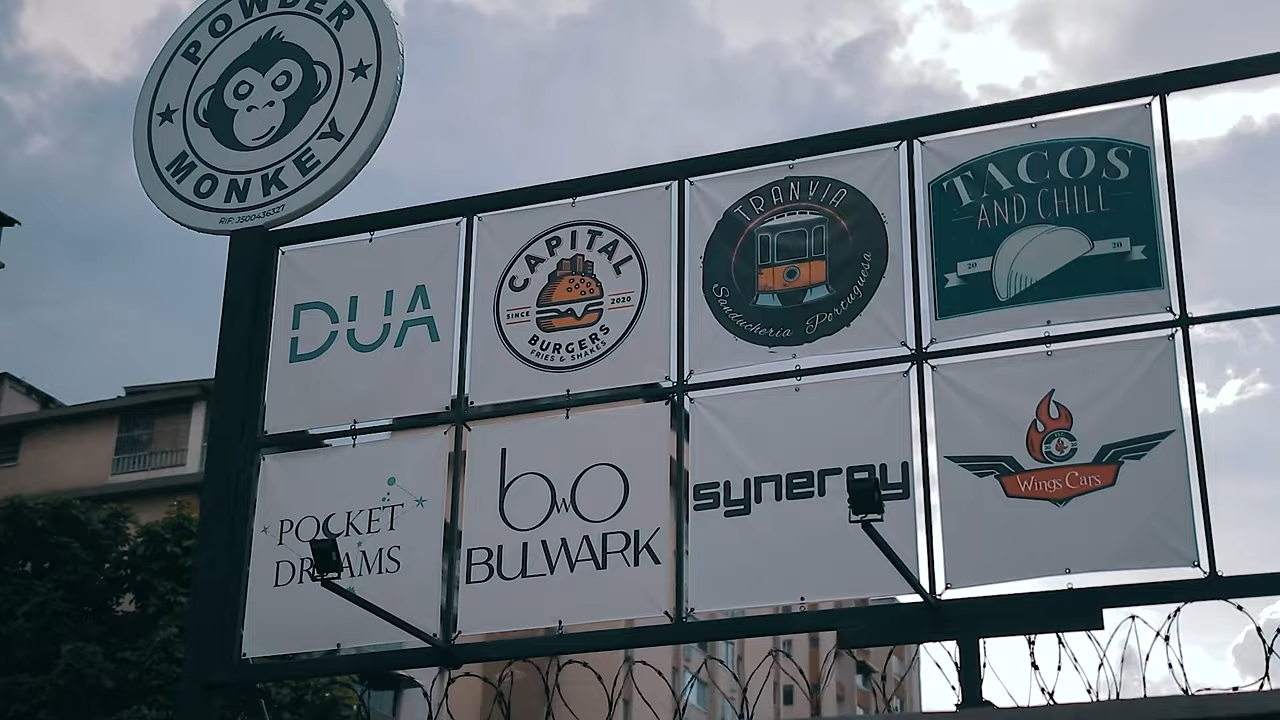 POWDER
MONKEY
RIF: J500436327
DUA
CAPITAL
SINCE 2020
BURGERS
FRIES & SHAKES
TRANVIA
Sanducheria Portuguesa
TACOS
AND CHILL
20 20
POCKET
DREAMS
bwo
BULWARK
synergy
Wings Cars